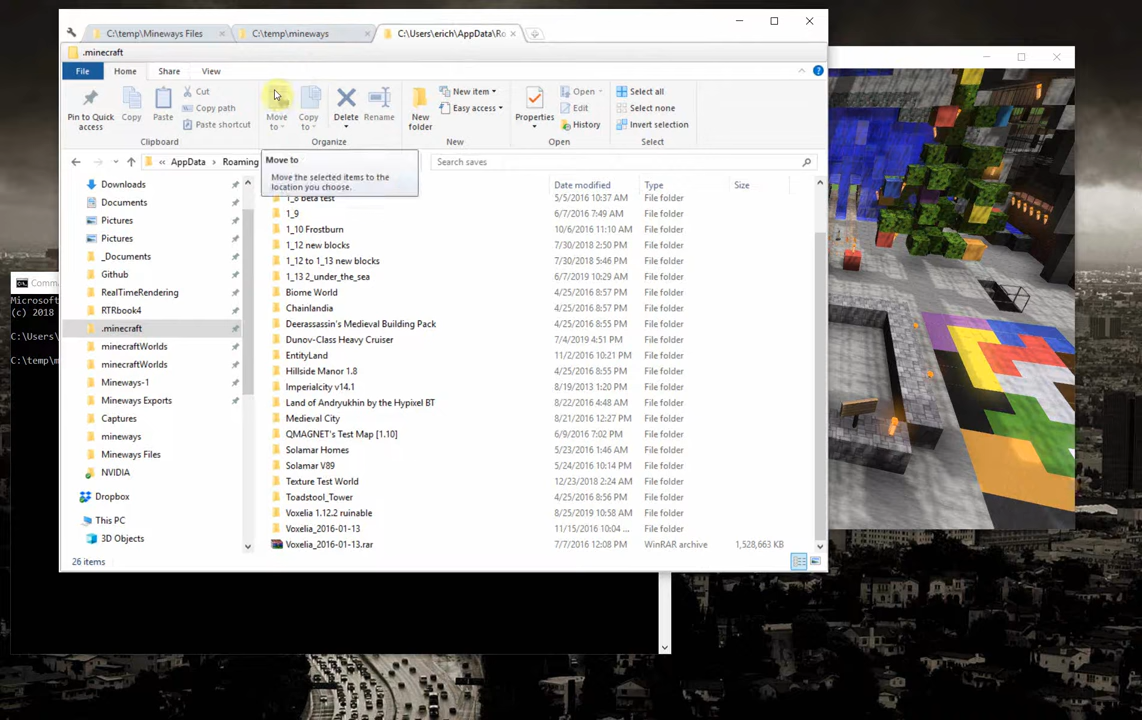 C:\temp\Mineways Files
C:\temp\mineways
C:\Users\erich\AppData\Ro
.minecraft
File
Home
Share
View
Pin to Quick access
Copy
Paste
Cut
Copy path
Paste shortcut
Move to
Copy to
Delete
Rename
New folder
New item
Easy access
Properties
Open
Edit
History
Select all
Select none
Invert selection
Clipboard
Organize
New
Open
Select
« AppData > Roaming
Search saves
Move to
Move the selected items to the
location you choose.
Date modified Type Size
1_8 beta test 5/5/2016 10:37 AM File folder
1_9 6/7/2016 7:49 AM File folder
1_10 Frostburn 10/6/2016 11:10 AM File folder
1_12 new blocks 7/30/2018 2:50 PM File folder
1_12 to 1_13 new blocks 7/30/2018 5:46 PM File folder
1_13 2_under_the_sea 6/7/2019 10:29 AM File folder
Biome World 4/25/2016 8:57 PM File folder
Chainlandia 4/25/2016 8:57 PM File folder
Deerassassin's Medieval Building Pack 4/25/2016 8:55 PM File folder
Dunov-Class Heavy Cruiser 7/4/2019 4:51 PM File folder
EntityLand 11/2/2016 10:21 PM File folder
Hillside Manor 1.8 4/25/2016 8:55 PM File folder
Imperialcity v14.1 8/19/2013 1:20 PM File folder
Land of Andryukhin by the Hypixel BT 8/22/2016 4:48 AM File folder
Medieval City 8/21/2016 12:27 PM File folder
QMAGNET's Test Map [1.10] 6/9/2016 7:02 PM File folder
Solamar Homes 5/23/2016 1:46 AM File folder
Solamar V89 5/24/2016 10:14 PM File folder
Texture Test World 12/23/2018 2:24 AM File folder
Toadstool_Tower 4/25/2016 8:56 PM File folder
Voxelia 1.12.2 ruinable 8/25/2019 10:58 AM File folder
Voxelia_2016-01-13 11/15/2016 10:04 ... File folder
Voxelia_2016-01-13.rar 7/7/2016 12:08 PM WinRAR archive 1,528,663 KB
Downloads
Documents
Pictures
Pictures
_Documents
Github
RealTimeRendering
RTRbook4
.minecraft
minecraftWorlds
minecraftWorlds
Mineways-1
Mineways Exports
Captures
mineways
Mineways Files
NVIDIA
Dropbox
This PC
3D Objects
26 items
Comm
Micros
(c) 2018
C:\Users\
C:\temp\m